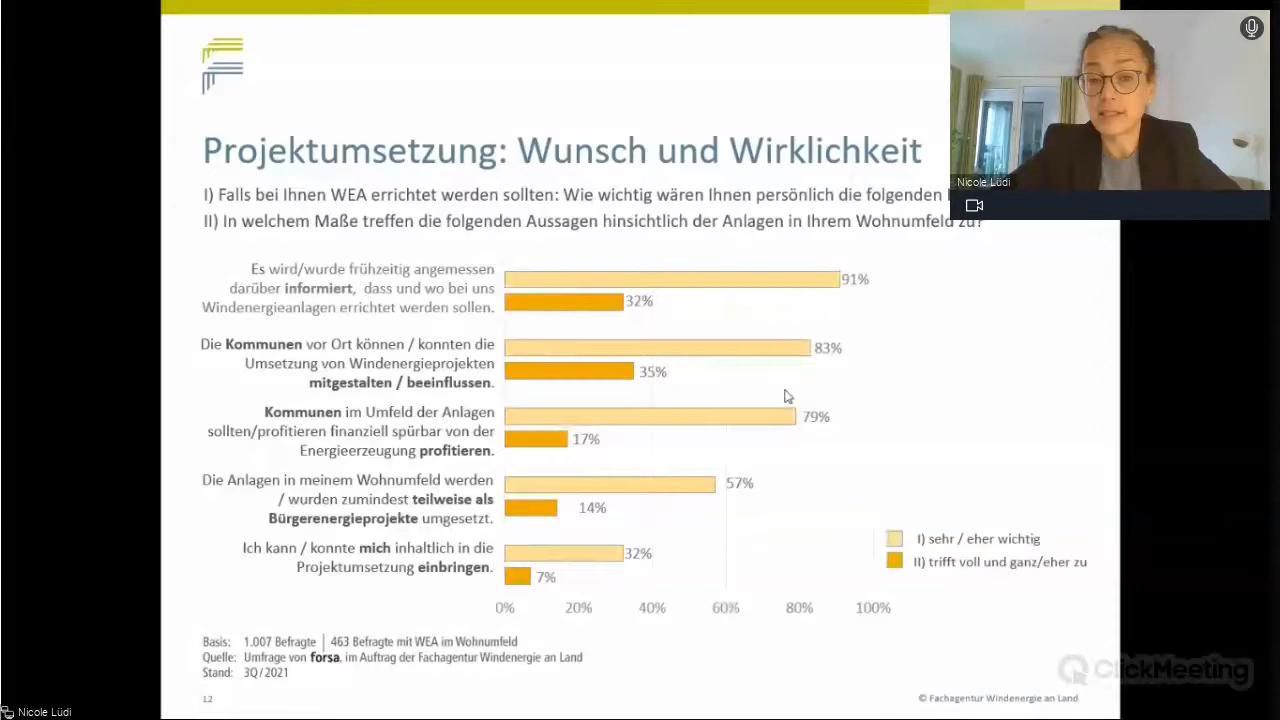 Projektumsetzung: Wunsch und Wirklichkeit
I) Falls bei Ihnen WEA errichtet werden sollten: Wie wichtig wären Ihnen persönlich die folgenden
II) In welchem Maße treffen die folgenden Aussagen hinsichtlich der Anlagen in Ihrem Wohnumfeld zu?
Nicole Lüdi
Es wird/wurde frühzeitig angemessen
darüber informiert, dass und wo bei uns
Windenergieanlagen errichtet werden sollen.
91%
32%
Die Kommunen vor Ort können / konnten die
Umsetzung von Windenergieprojekten
mitgestalten / beeinflussen.
83%
35%
Kommunen im Umfeld der Anlagen
sollten/profitieren finanziell spürbar von der
Energieerzeugung profitieren.
79%
17%
Die Anlagen in meinem Wohnumfeld werden
/ wurden zumindest teilweise als
Bürgerenergieprojekte umgesetzt.
57%
14%
Ich kann / konnte mich inhaltlich in die
Projektumsetzung einbringen.
32%
7%
I) sehr / eher wichtig
II) trifft voll und ganz/eher zu
0% 20% 40% 60% 80% 100%
Basis: 1.007 Befragte | 463 Befragte mit WEA im Wohnumfeld
Quelle: Umfrage von forsa. im Auftrag der Fachagentur Windenergie an Land
Stand: 3Q/2021
ClickMeeting
12
© Fachagentur Windenergie an Land
Nicole Lüdi